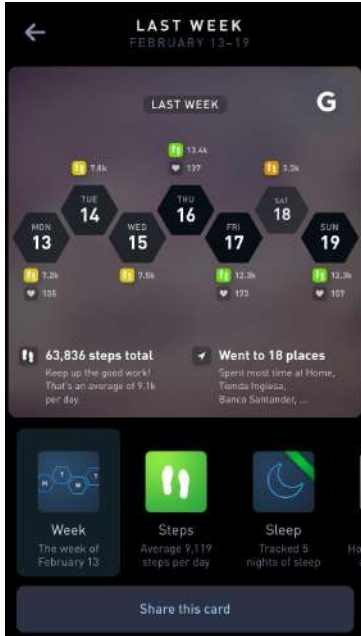 LAST WEEK
FEBRUARY 13–19
LAST WEEK
G
13.4k
7.8k
137
3.3k
TUE
14
THU
16
SAT
18
MON
13
WED
15
FRI
17
SUN
19
7.2k
7.5k
12.3k
12.3k
135
173
157
63,836 steps total
Keep up the good work!
That's an average of 9.1k
per day.
Went to 18 places
Spent most time at Home,
Tienda Inglesa,
Banco Santander, ...
H T W T
Week
The week of
February 13
Steps
Average 9,119
steps per day
Sleep
Tracked 5
nights of sleep
Ho
Share this card